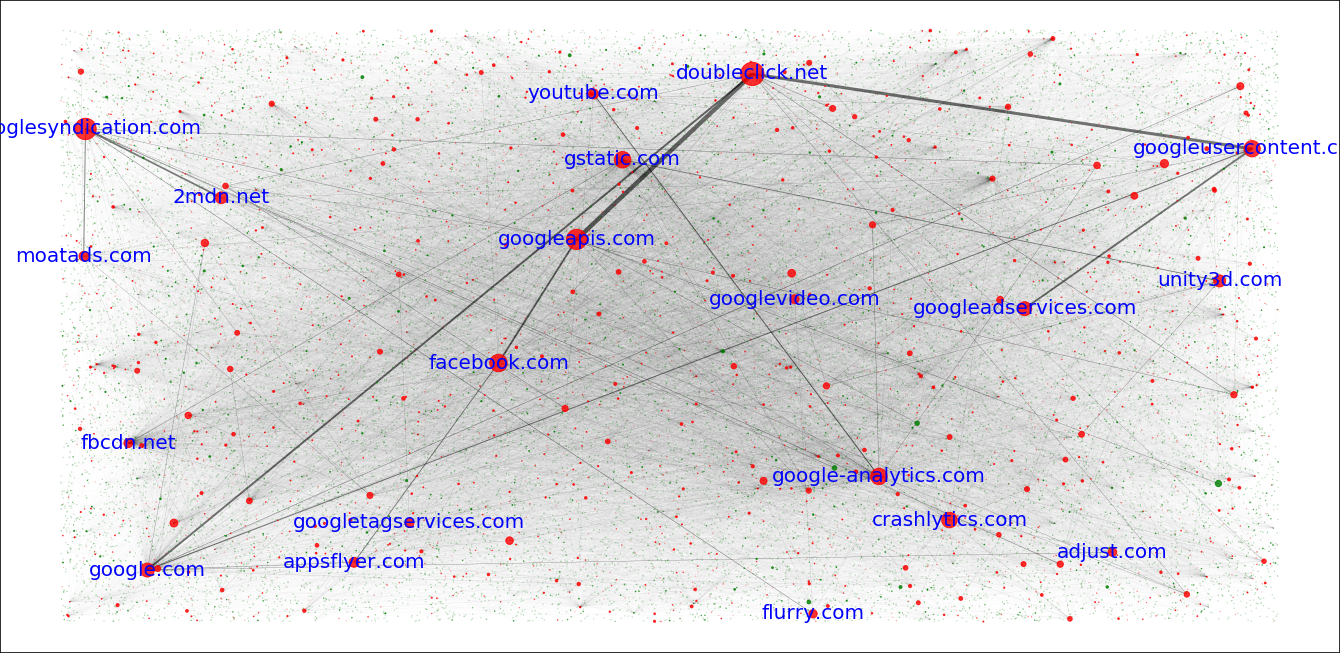 doubleclick.net
youtube.com
oglesyndication.com
googleusercontent.c
gstatic.com
2mdn.net
googleapis.com
moatads.com
unity3d.com
googlevideo.com
googleadservices.com
facebook.com
fbcdn.net
google-analytics.com
googletagservices.com
crashlytics.com
adjust.com
appsflyer.com
google.com
flurry.com